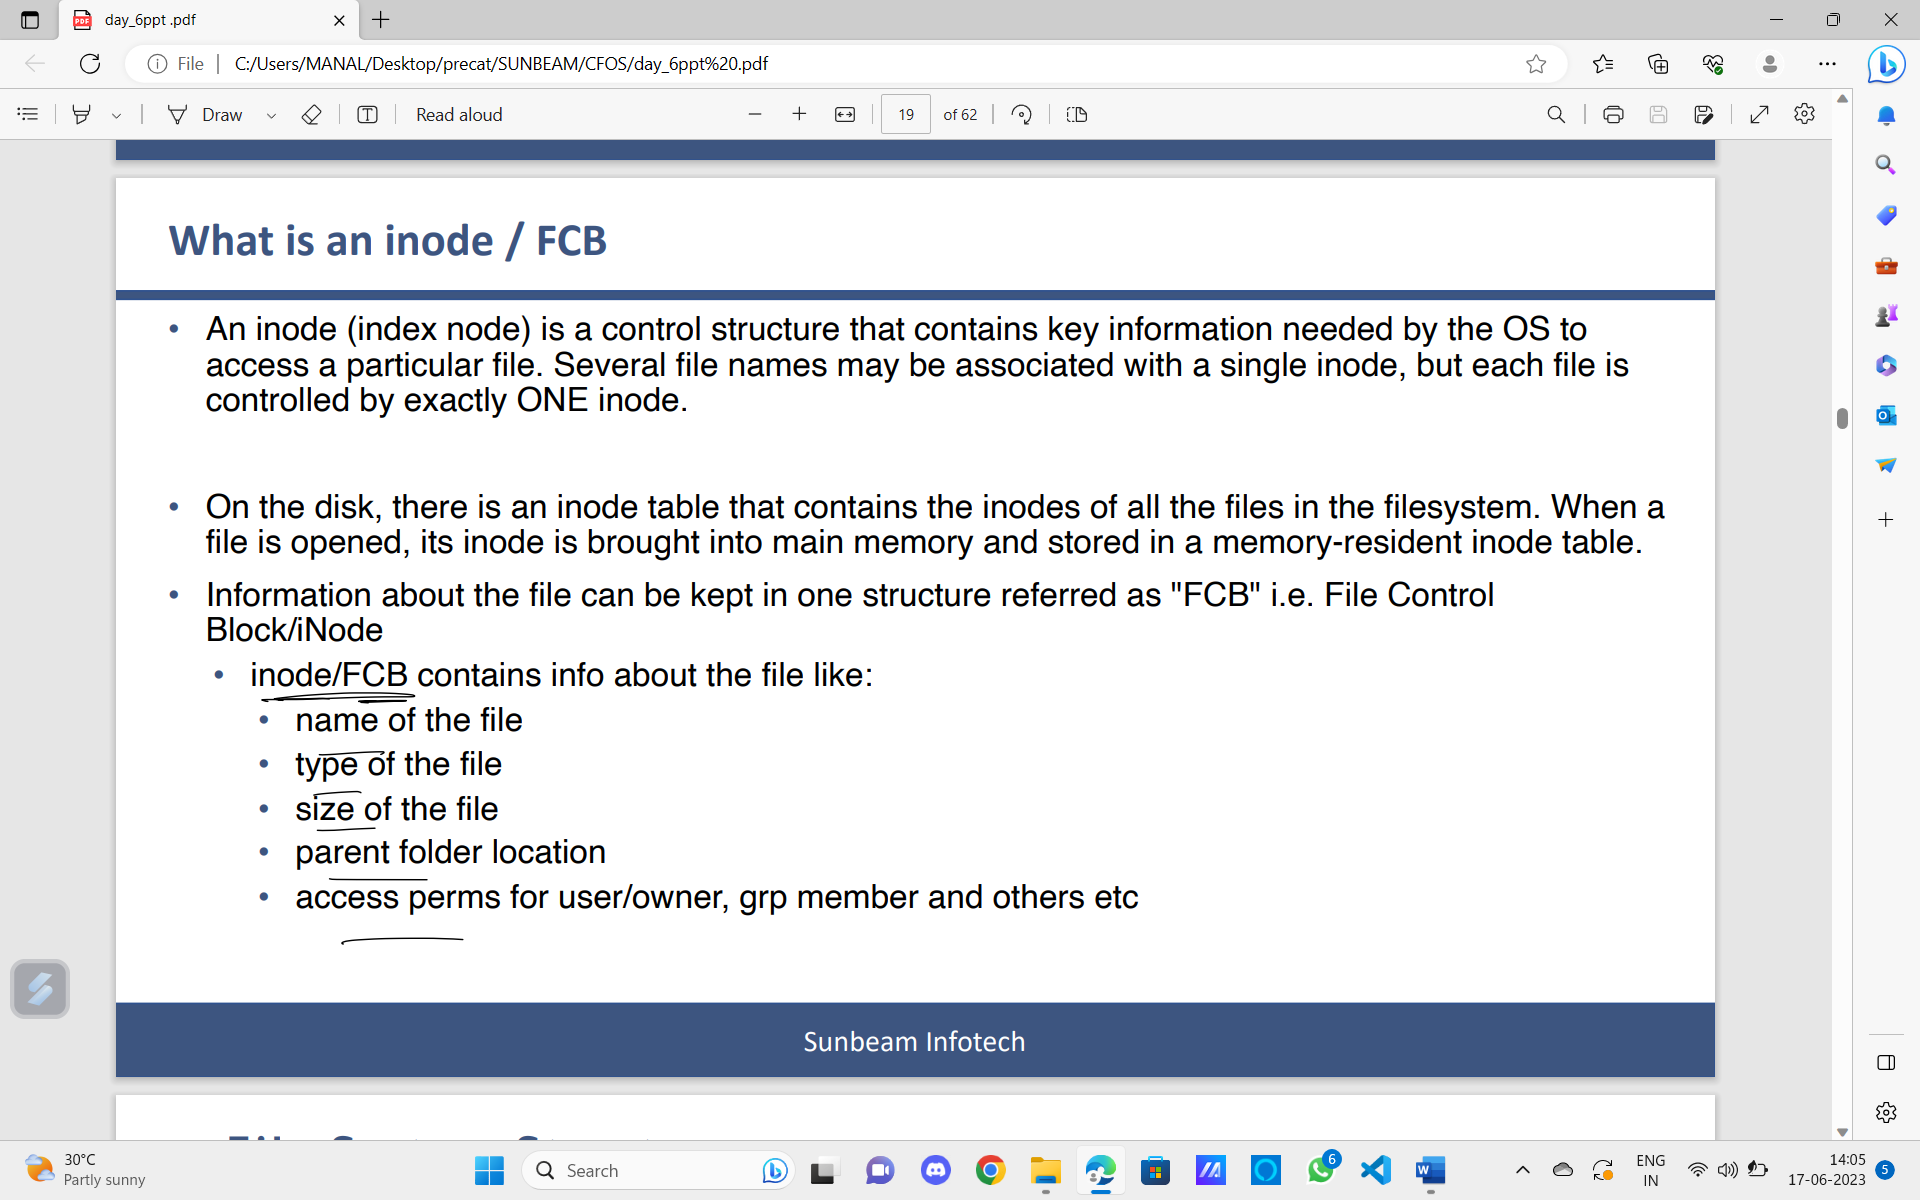 day_6ppt .pdf
File
C:/Users/MANAL/Desktop/precat/SUNBEAM/CFOS/day_6ppt%20.pdf
Draw
Read aloud
19 of 62
What is an inode / FCB
• An inode (index node) is a control structure that contains key information needed by the OS to
access a particular file. Several file names may be associated with a single inode, but each file is
controlled by exactly ONE inode.
• On the disk, there is an inode table that contains the inodes of all the files in the filesystem. When a
file is opened, its inode is brought into main memory and stored in a memory-resident inode table.
• Information about the file can be kept in one structure referred as "FCB" i.e. File Control
Block/iNode
• inode/FCB contains info about the file like:
• name of the file
• type of the file
• size of the file
• parent folder location
• access perms for user/owner, grp member and others etc
Sunbeam Infotech
30°C
Partly sunny
Search
6
ENG
IN
14:05
17-06-2023
5